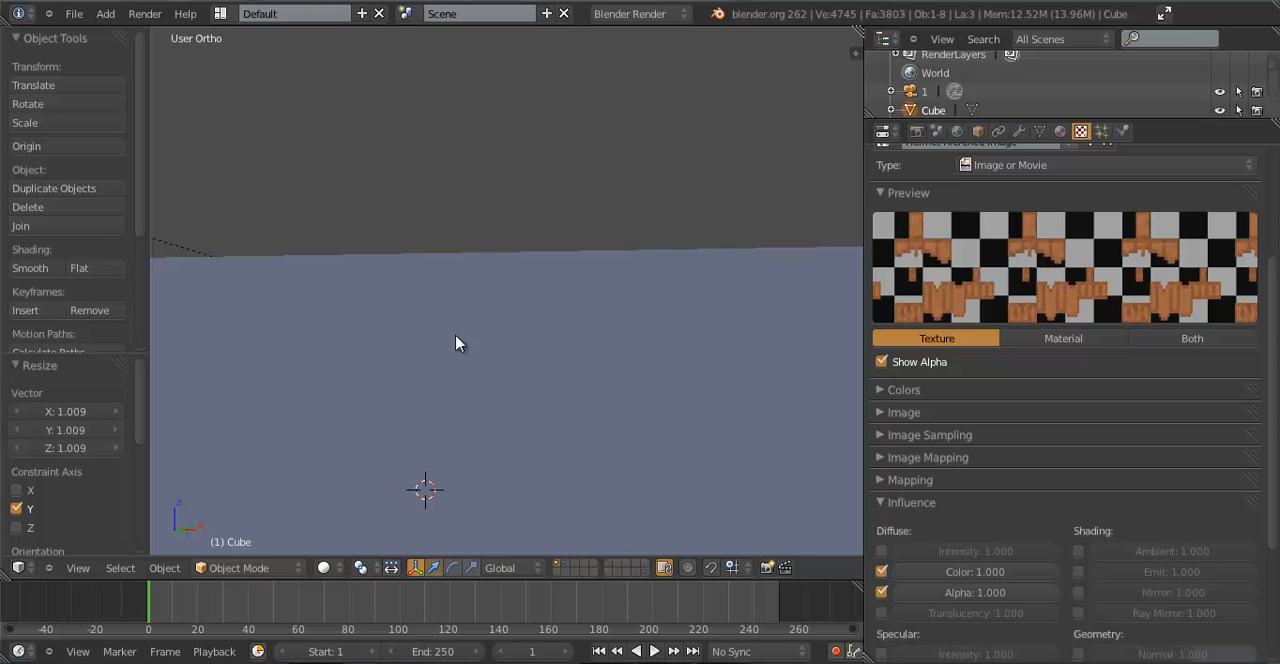 File Add Render Help Default Scene Blender Render blender.org 262 | Ve:4745 | Fa:3803 | Ob:1-8 | La:3 | Mem:12.52M (13.96M) | Cube
Object Tools
Transform:
Translate
Rotate
Scale
Origin
Object:
Duplicate Objects
Delete
Join
Shading:
Smooth Flat
Keyframes:
Insert Remove
Motion Paths:
Calculate Paths
Resize
Vector
X: 1.009
Y: 1.009
Z: 1.009
Constraint Axis
X
Y
Z
Orientation
User Ortho
z
x
(1) Cube
View Select Object Object Mode Global
-40 -20 0 20 40 60 80 100 120 140 160 180 200 220 240 260
View Marker Frame Playback Start: 1 End: 250 1 No Sync
View Search All Scenes
RenderLayers
World
1
Cube
Type: Image or Movie
Preview
Texture Material Both
Show Alpha
Colors
Image
Image Sampling
Image Mapping
Mapping
Influence
Diffuse: Shading:
Intensity: 1.000 Ambient: 1.000
Color: 1.000 Emit: 1.000
Alpha: 1.000 Mirror: 1.000
Translucency: 1.000 Ray Mirror: 1.000
Specular: Geometry:
Intensity: 1.000 Normal: 1.000